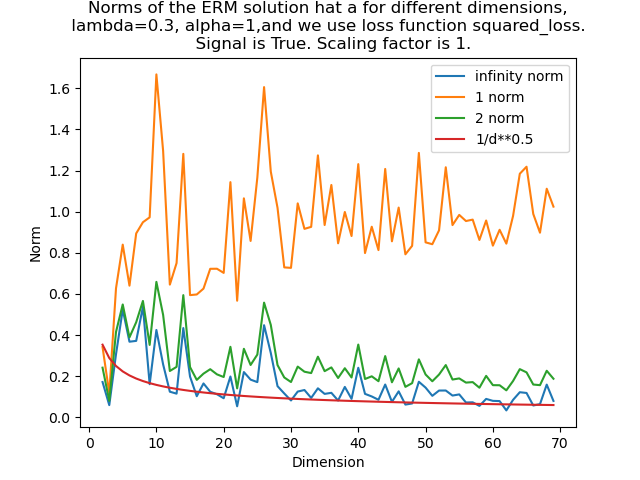 Norms of the ERM solution hat a for different dimensions,
lambda=0.3, alpha=1,and we use loss function squared_loss.
Signal is True. Scaling factor is 1.
infinity norm
1 norm
2 norm
1/d**0.5
Norm
1.6
1.4
1.2
1.0
0.8
0.6
0.4
0.2
0.0
0 10 20 30 40 50 60 70
Dimension